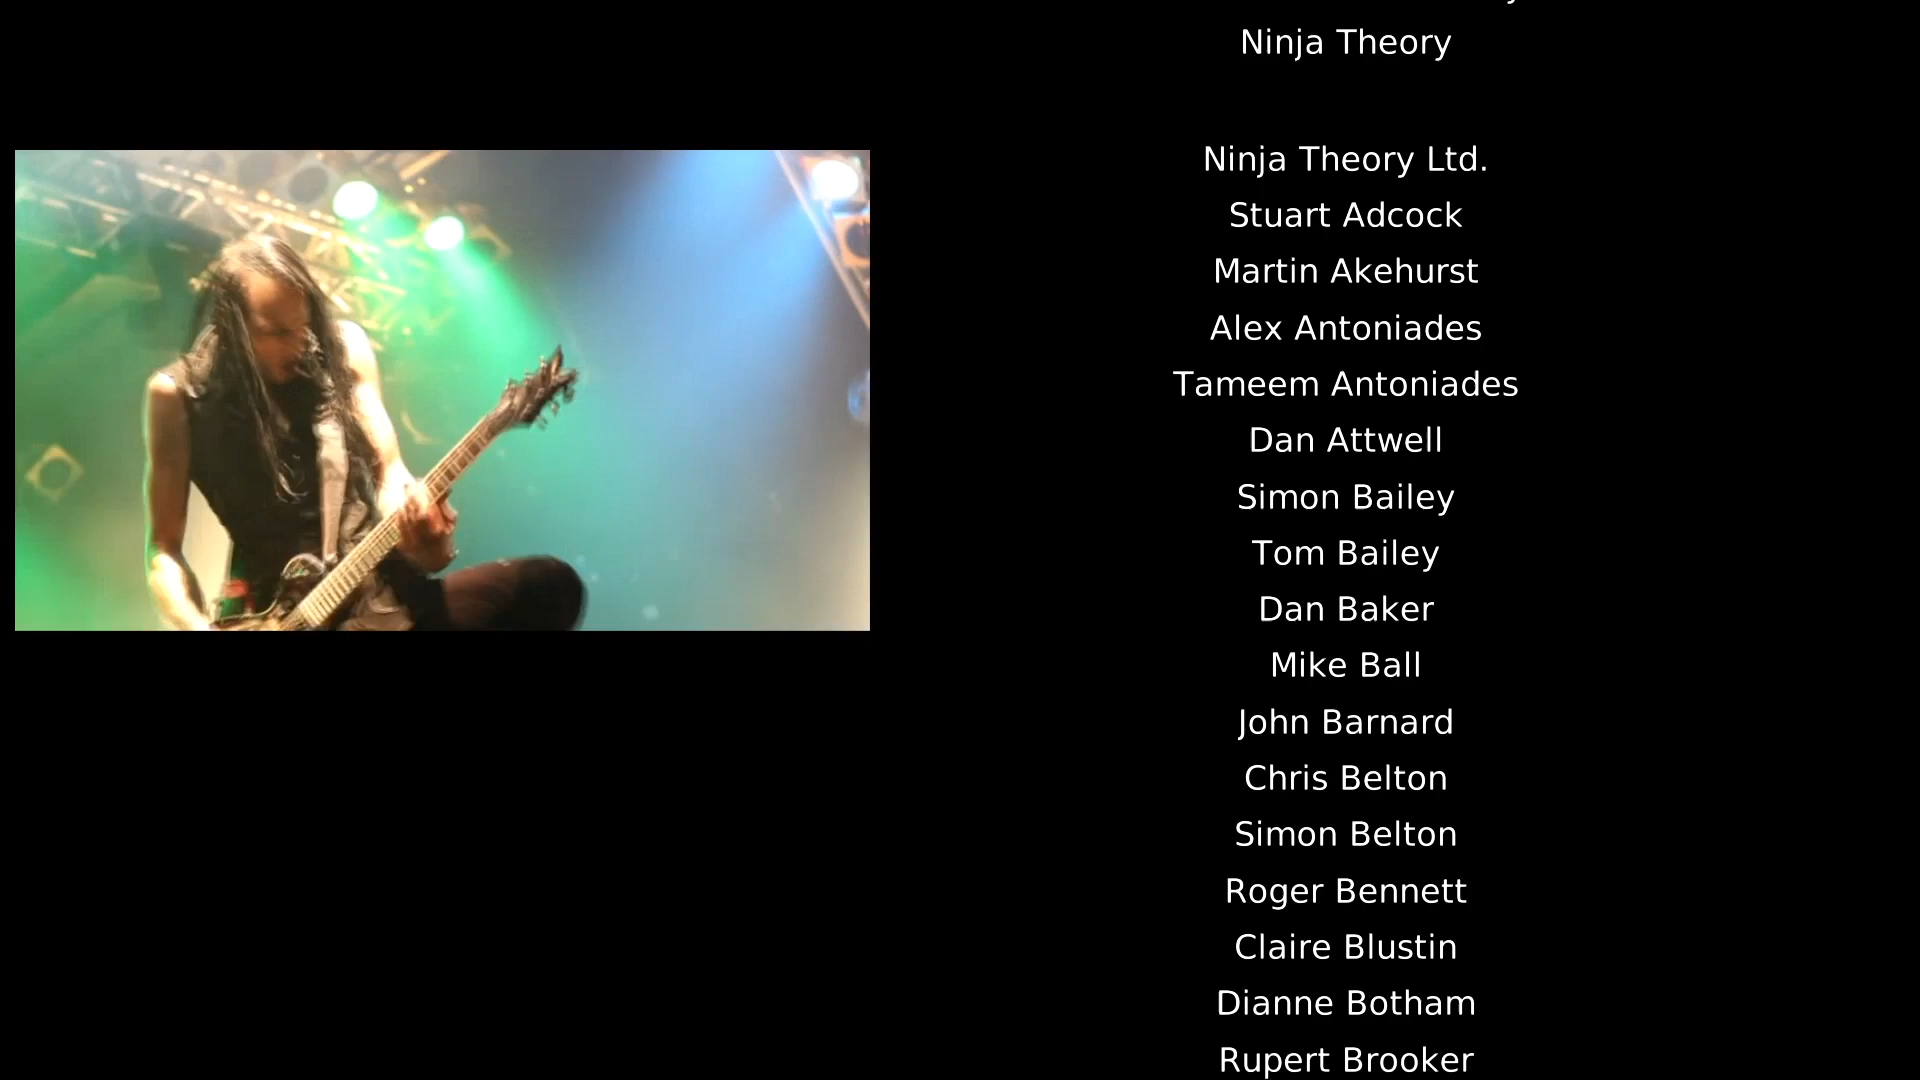 Ninja Theory
Ninja Theory Ltd.
Stuart Adcock
Martin Akehurst
Alex Antoniades
Tameem Antoniades
Dan Attwell
Simon Bailey
Tom Bailey
Dan Baker
Mike Ball
John Barnard
Chris Belton
Simon Belton
Roger Bennett
Claire Blustin
Dianne Botham
Rupert Brooker